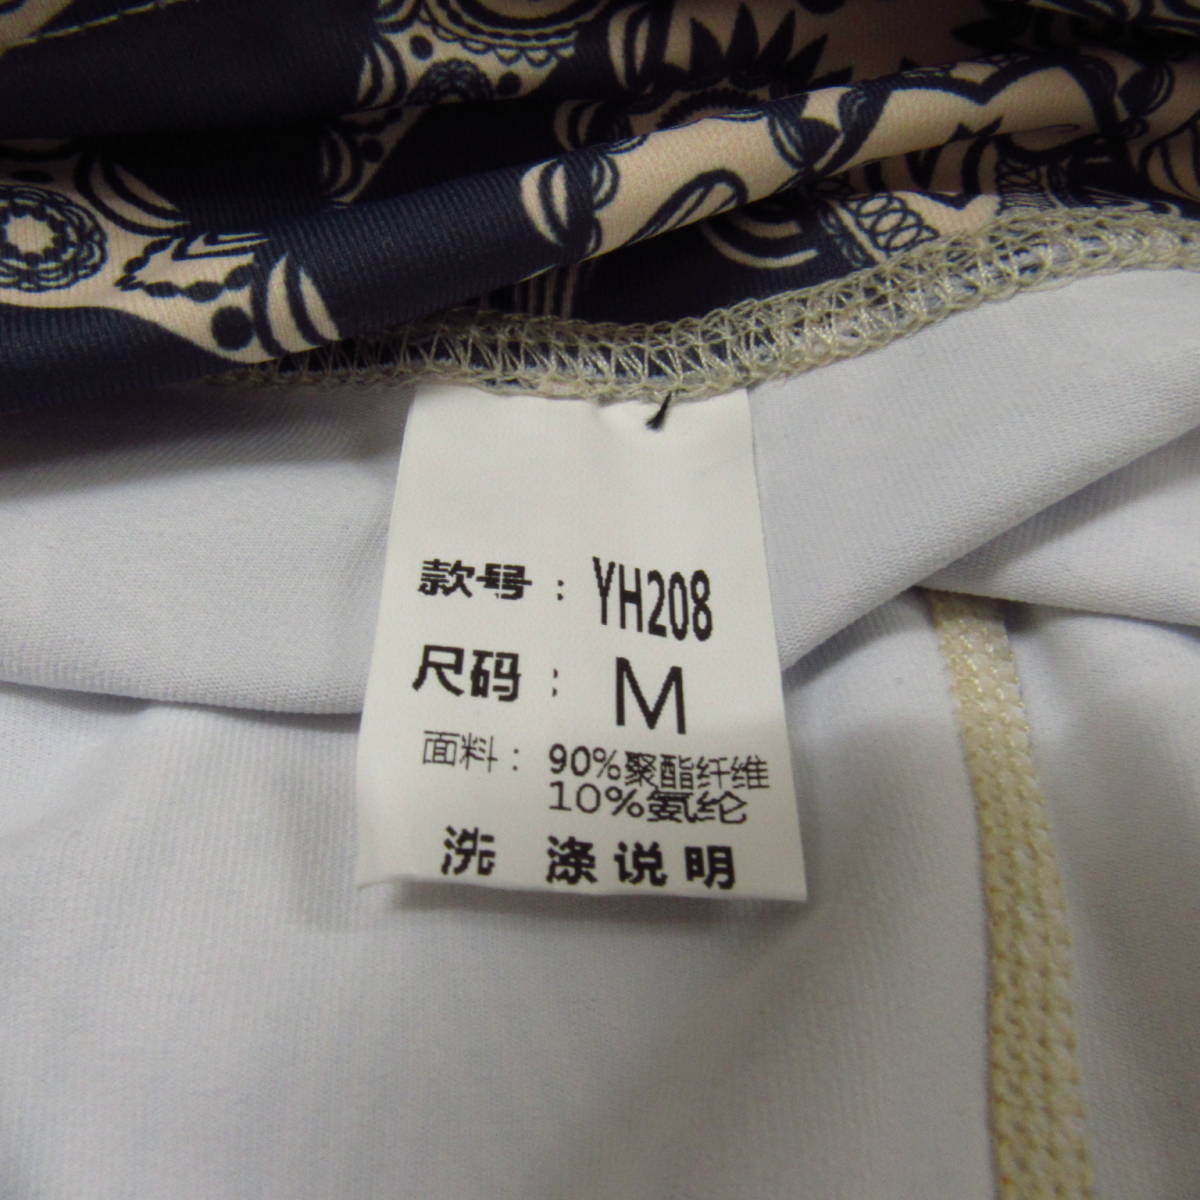 款号：YH208
尺码：M
面料：90%聚酯纤维
10%氨纶
洗 涤说明